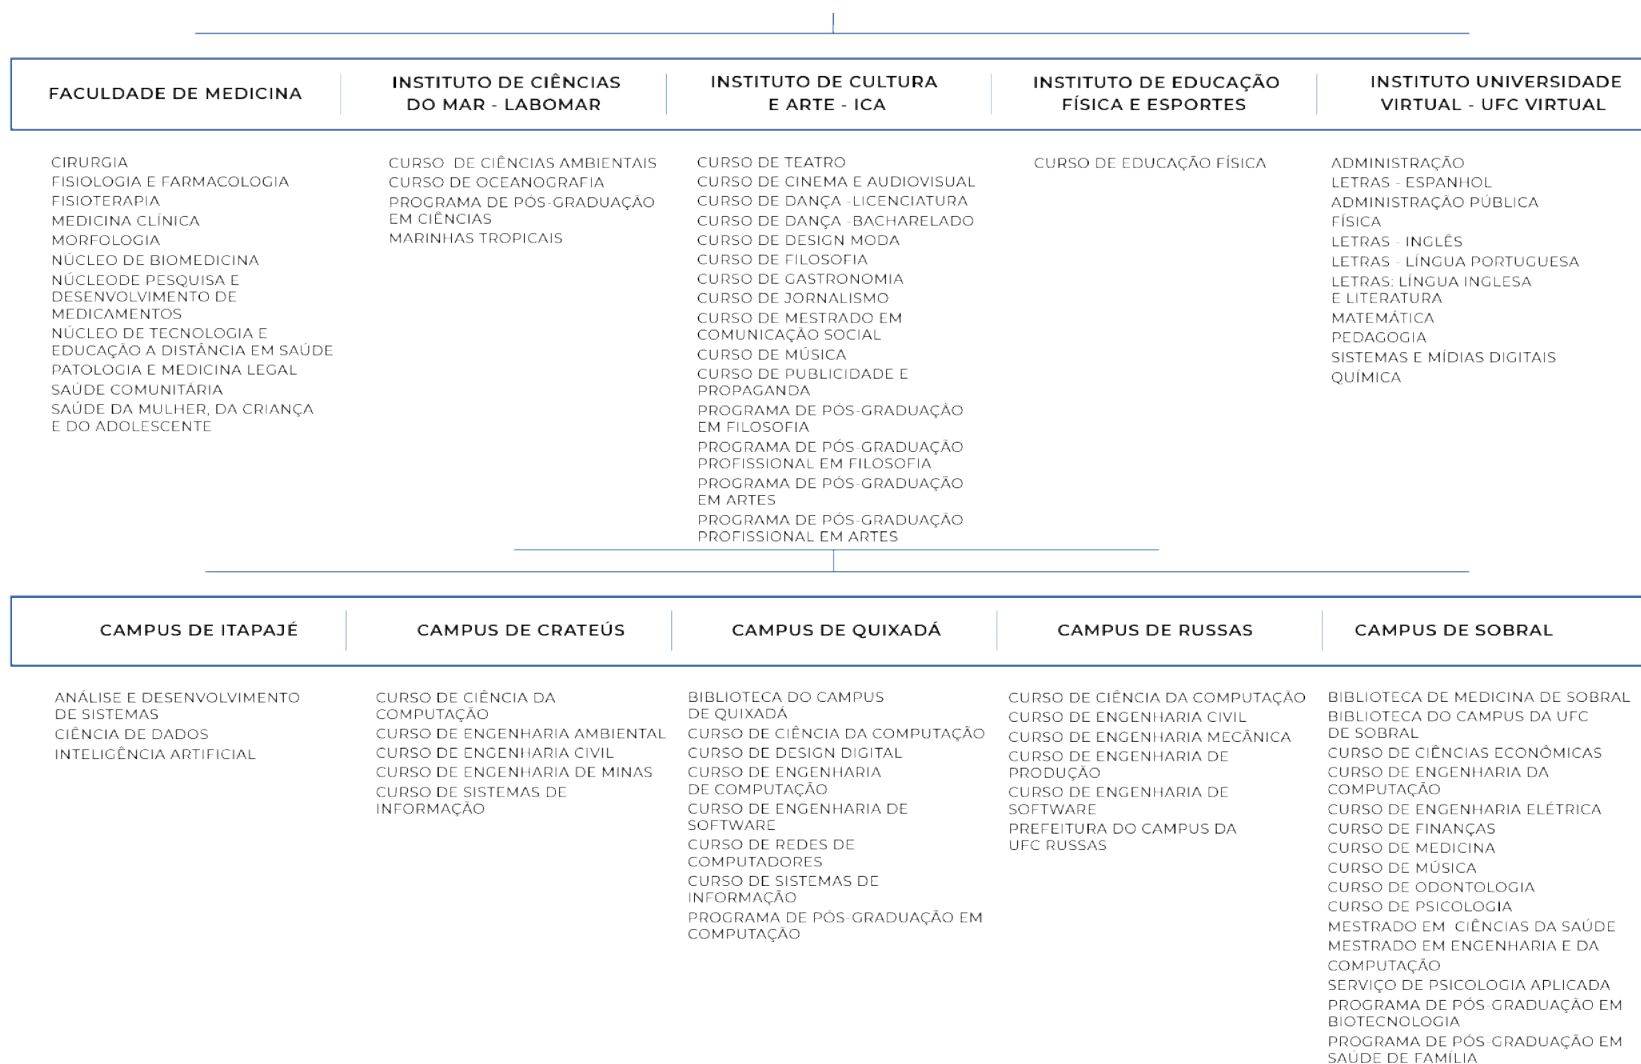 FACULDADE DE MEDICINA
INSTITUTO DE CIÊNCIAS
DO MAR - LABOMAR
INSTITUTO DE CULTURA
E ARTE - ICA
INSTITUTO DE EDUCAÇÃO
FÍSICA E ESPORTES
INSTITUTO UNIVERSIDADE
VIRTUAL - UFC VIRTUAL
CIRURGIA
FISIOLOGIA E FARMACOLOGIA
FISIOTERAPIA
MEDICINA CLÍNICA
MORFOLOGIA
NÚCLEO DE BIOMEDICINA
NÚCLEODE PESQUISA E
DESENVOLVIMENTO DE
MEDICAMENTOS
NÚCLEO DE TECNOLOGIA E
EDUCAÇÃO A DISTÂNCIA EM SAÚDE
PATOLOGIA E MEDICINA LEGAL
SAÚDE COMUNITÁRIA
SAÚDE DA MULHER, DA CRIANÇA
E DO ADOLESCENTE
CURSO DE CIÊNCIAS AMBIENTAIS
CURSO DE OCEANOGRAFIA
PROGRAMA DE PÓS-GRADUAÇÃO
EM CIÊNCIAS
MARINHAS TROPICAIS
CURSO DE TEATRO
CURSO DE CINEMA E AUDIOVISUAL
CURSO DE DANÇA -LICENCIATURA
CURSO DE DANÇA -BACHARELADO
CURSO DE DESIGN MODA
CURSO DE FILOSOFIA
CURSO DE GASTRONOMIA
CURSO DE JORNALISMO
CURSO DE MESTRADO EM
COMUNICAÇÃO SOCIAL
CURSO DE MÚSICA
CURSO DE PUBLICIDADE E
PROPAGANDA
PROGRAMA DE PÓS-GRADUAÇÃO
EM FILOSOFIA
PROGRAMA DE PÓS-GRADUAÇÃO
PROFISSIONAL EM FILOSOFIA
PROGRAMA DE PÓS-GRADUAÇÃO
EM ARTES
PROGRAMA DE PÓS-GRADUAÇÃO
PROFISSIONAL EM ARTES
CURSO DE EDUCAÇÃO FÍSICA
ADMINISTRAÇÃO
LETRAS - ESPANHOL
ADMINISTRAÇÃO PÚBLICA
FÍSICA
LETRAS - INGLÊS
LETRAS - LÍNGUA PORTUGUESA
LETRAS: LÍNGUA INGLESA
E LITERATURA
MATEMÁTICA
PEDAGOGIA
SISTEMAS E MÍDIAS DIGITAIS
QUÍMICA
CAMPUS DE ITAPAJÉ
CAMPUS DE CRATEÚS
CAMPUS DE QUIXADÁ
CAMPUS DE RUSSAS
CAMPUS DE SOBRAL
ANÁLISE E DESENVOLVIMENTO
DE SISTEMAS
CIÊNCIA DE DADOS
INTELIGÊNCIA ARTIFICIAL
CURSO DE CIÊNCIA DA
COMPUTAÇÃO
CURSO DE ENGENHARIA AMBIENTAL
CURSO DE ENGENHARIA CIVIL
CURSO DE ENGENHARIA DE MINAS
CURSO DE SISTEMAS DE
INFORMAÇÃO
BIBLIOTECA DO CAMPUS
DE QUIXADÁ
CURSO DE CIÊNCIA DA COMPUTAÇÃO
CURSO DE DESIGN DIGITAL
CURSO DE ENGENHARIA
DE COMPUTAÇÃO
CURSO DE ENGENHARIA DE
SOFTWARE
CURSO DE REDES DE
COMPUTADORES
CURSO DE SISTEMAS DE
INFORMAÇÃO
PROGRAMA DE PÓS-GRADUAÇÃO EM
COMPUTAÇÃO
CURSO DE CIÊNCIA DA COMPUTAÇÃO
CURSO DE ENGENHARIA CIVIL
CURSO DE ENGENHARIA MECÂNICA
CURSO DE ENGENHARIA DE
PRODUÇÃO
CURSO DE ENGENHARIA DE
SOFTWARE
PREFEITURA DO CAMPUS DA
UFC RUSSAS
BIBLIOTECA DE MEDICINA DE SOBRAL
BIBLIOTECA DO CAMPUS DA UFC
DE SOBRAL
CURSO DE CIÊNCIAS ECONÔMICAS
CURSO DE ENGENHARIA DA
COMPUTAÇÃO
CURSO DE ENGENHARIA ELÉTRICA
CURSO DE FINANÇAS
CURSO DE MEDICINA
CURSO DE MÚSICA
CURSO DE ODONTOLOGIA
CURSO DE PSICOLOGIA
MESTRADO EM CIÊNCIAS DA SAÚDE
MESTRADO EM ENGENHARIA E DA
COMPUTAÇÃO
SERVIÇO DE PSICOLOGIA APLICADA
PROGRAMA DE PÓS-GRADUAÇÃO EM
BIOTECNOLOGIA
PROGRAMA DE PÓS-GRADUAÇÃO EM
SAÚDE DE FAMÍLIA